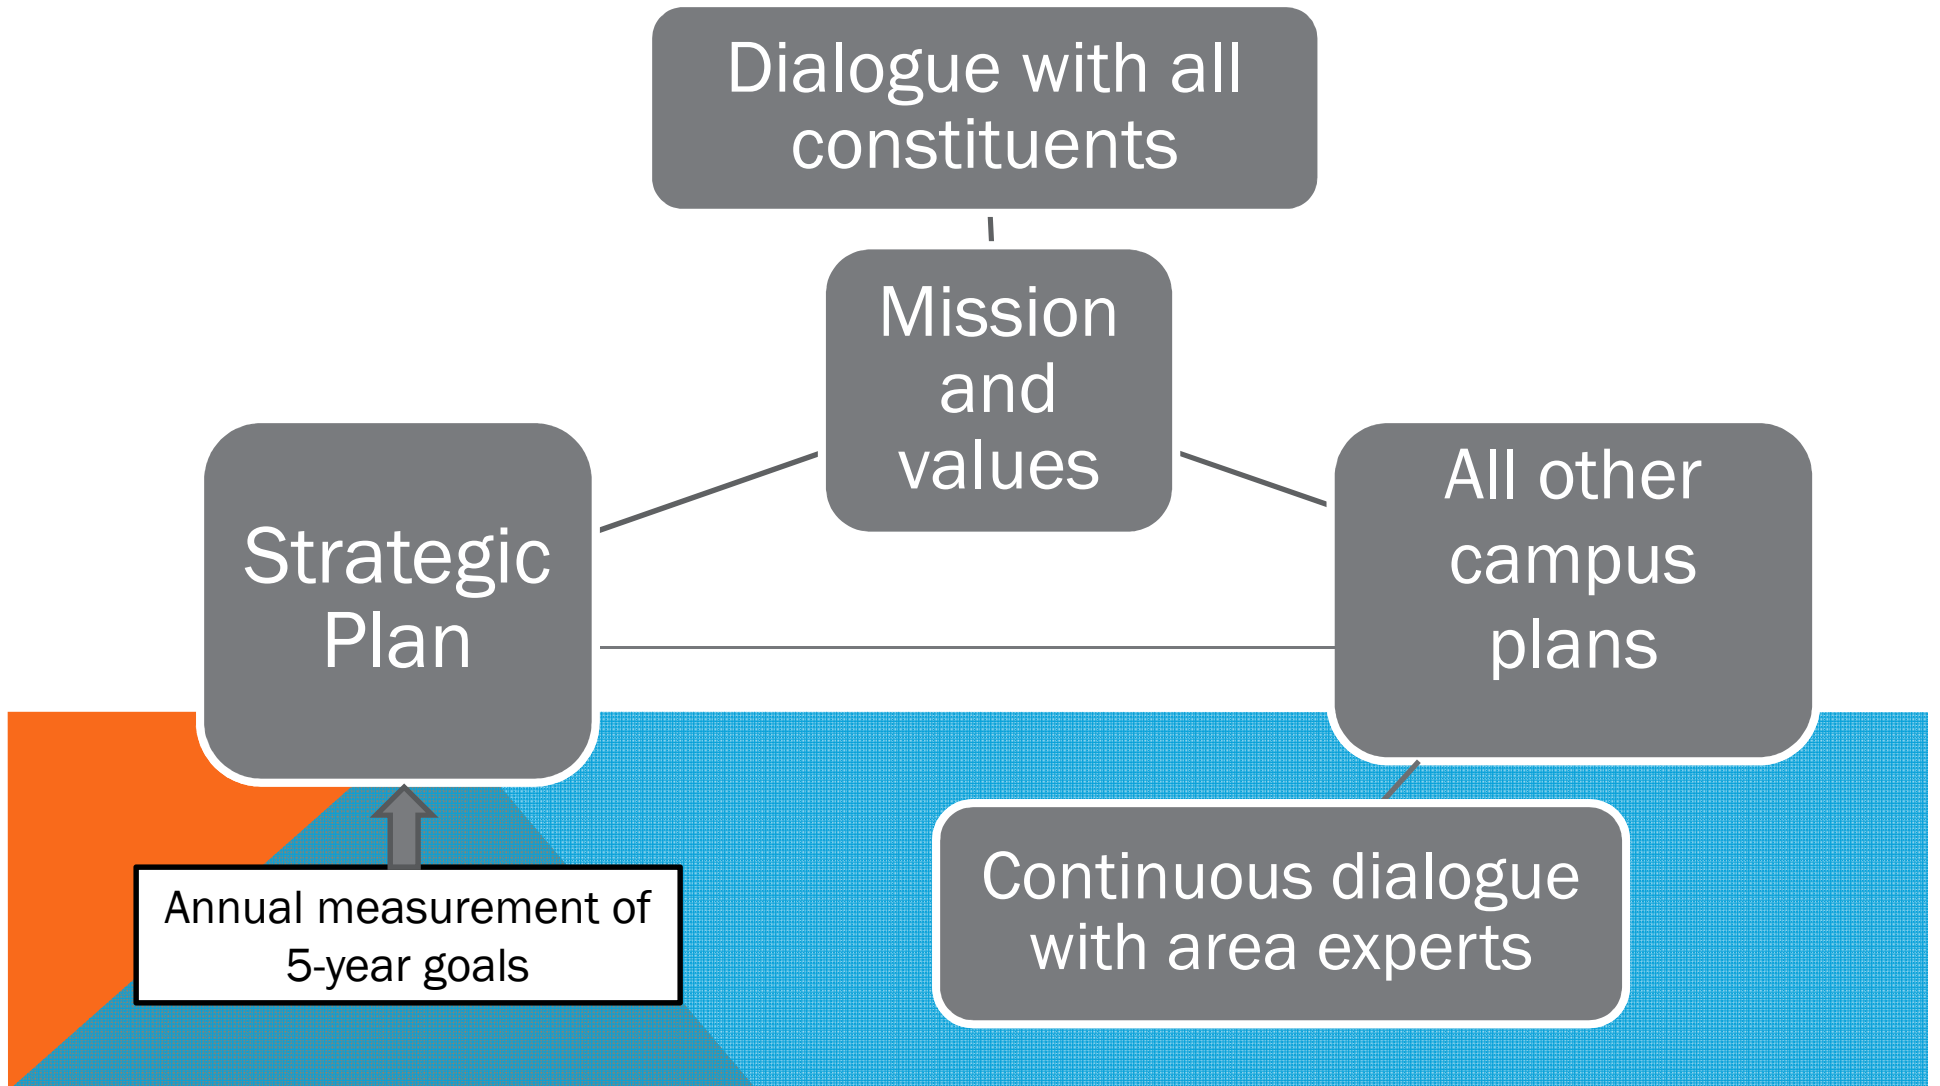 Dialogue with all
constituents
Mission
and
values
Strategic
Plan
All other
campus
plans
Annual measurement of
5-year goals
Continuous dialogue
with area experts